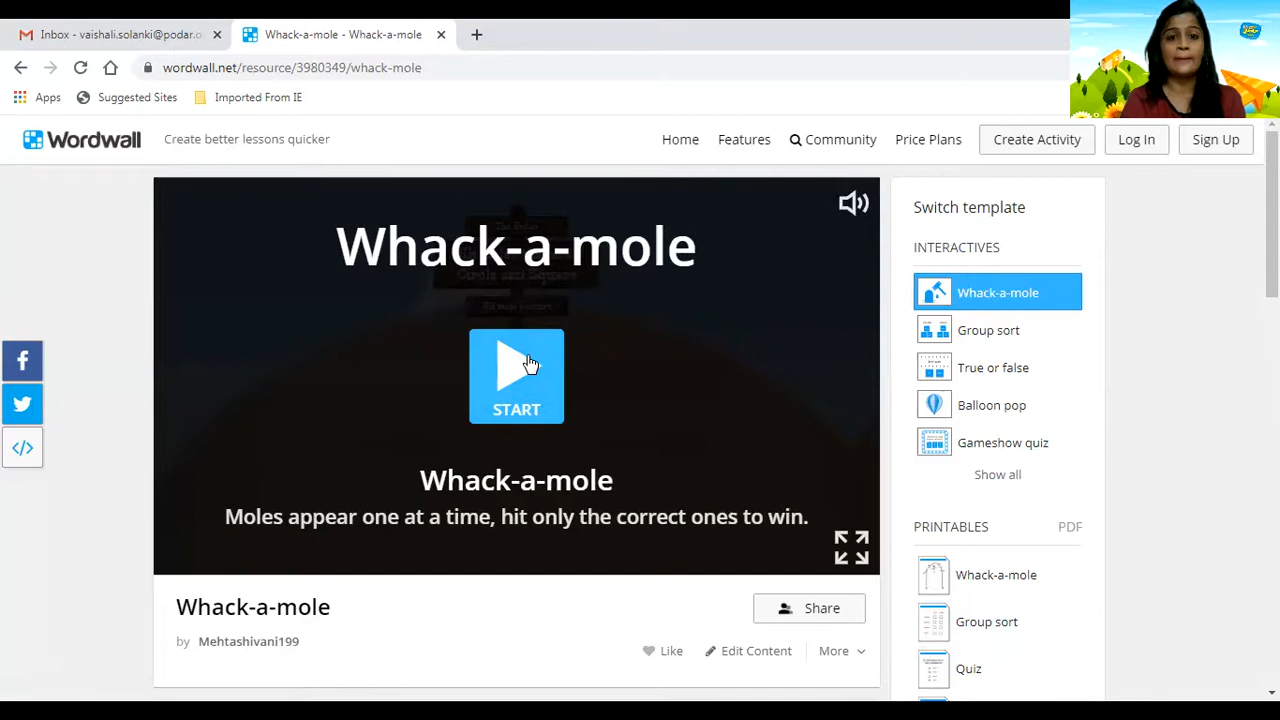 Inbox - vaishali.solanki@podar.o
Whack-a-mole - Whack-a-mole
wordwall.net/resource/3980349/whack-mole
Apps
Suggested Sites
Imported From IE
Wordwall
Create better lessons quicker
Home
Features
Community
Price Plans
Create Activity
Log In
Sign Up
Whack-a-mole
Circls and Square
START
Whack-a-mole
Moles appear one at a time, hit only the correct ones to win.
Whack-a-mole
Share
by Mehtashivani199
Like
Edit Content
More
Switch template
INTERACTIVES
Whack-a-mole
Group sort
True or false
Balloon pop
Gameshow quiz
Show all
PRINTABLES
PDF
Whack-a-mole
Group sort
Quiz